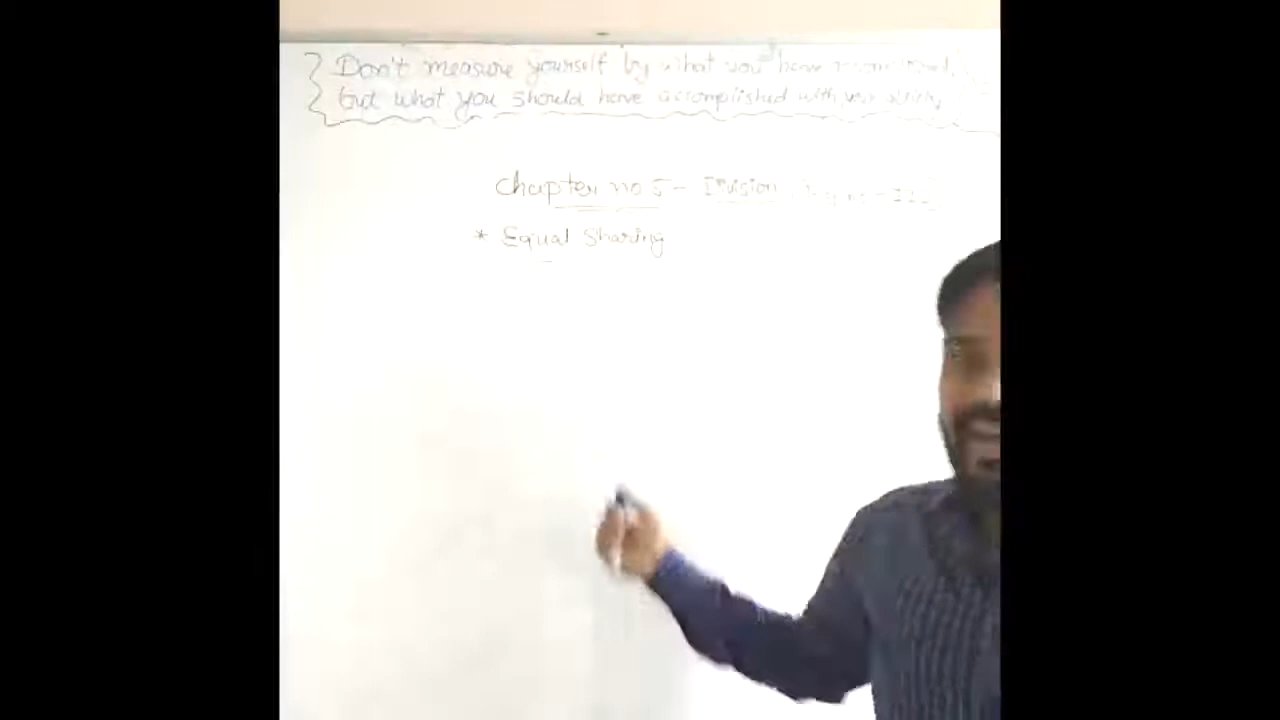 Don't measure yourself by what you have
but what you should have accomplished with your ability
Chapter no 5 - Division
* Equal Sharing